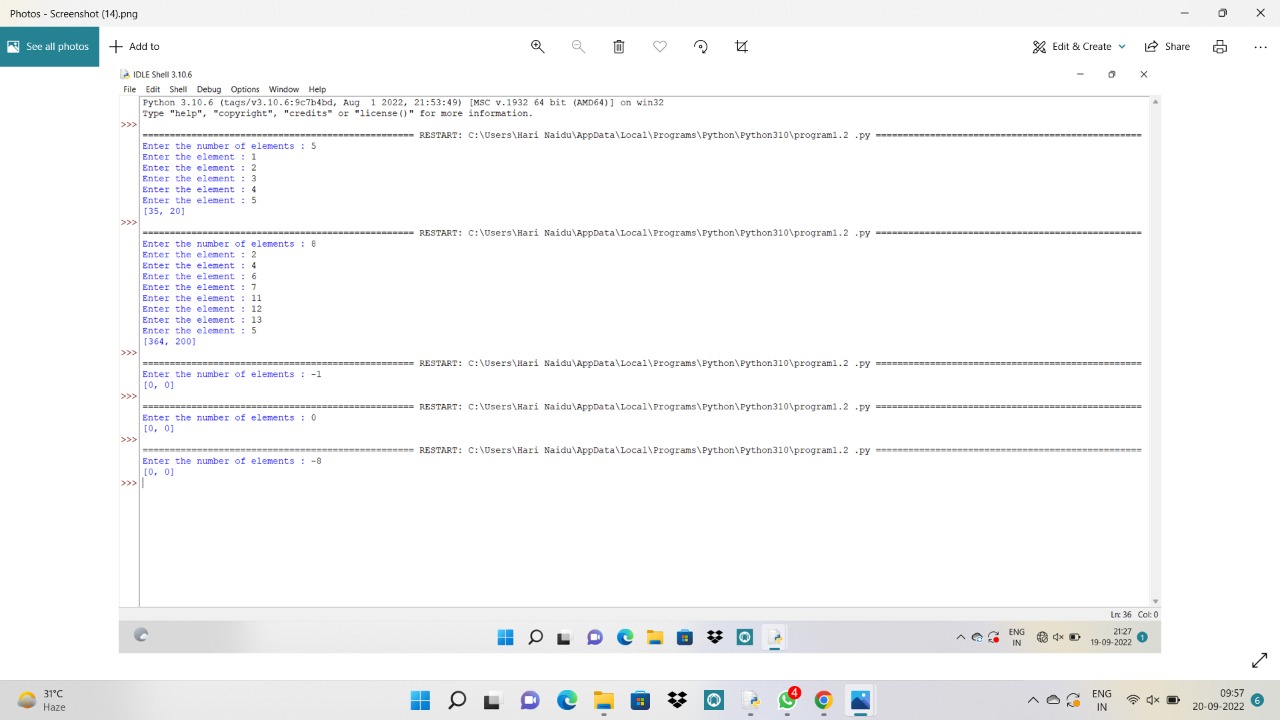 Photos - Screenshot (14).png
See all photos
Add to
Edit & Create
Share
IDLE Shell 3.10.6
File Edit Shell Debug Options Window Help
Python 3.10.6 (tags/v3.10.6:9c7b4bd, Aug 1 2022, 21:53:49) [MSC v.1932 64 bit (AMD64)] on win32
Type "help", "copyright", "credits" or "license()" for more information.
>>>
================================================== RESTART: C:\Users\Hari Naidu\AppData\Local\Programs\Python\Python310\program1.2 .py =================================================
Enter the number of elements : 5
Enter the element : 1
Enter the element : 2
Enter the element : 3
Enter the element : 4
Enter the element : 5
[35, 20]
>>>
================================================== RESTART: C:\Users\Hari Naidu\AppData\Local\Programs\Python\Python310\program1.2 .py =================================================
Enter the number of elements : 8
Enter the element : 2
Enter the element : 4
Enter the element : 6
Enter the element : 7
Enter the element : 11
Enter the element : 12
Enter the element : 13
Enter the element : 5
[364, 200]
>>>
================================================== RESTART: C:\Users\Hari Naidu\AppData\Local\Programs\Python\Python310\program1.2 .py =================================================
Enter the number of elements : -1
[0, 0]
>>>
================================================== RESTART: C:\Users\Hari Naidu\AppData\Local\Programs\Python\Python310\program1.2 .py =================================================
Enter the number of elements : 0
[0, 0]
>>>
================================================== RESTART: C:\Users\Hari Naidu\AppData\Local\Programs\Python\Python310\program1.2 .py =================================================
Enter the number of elements : -8
[0, 0]
>>>
Ln: 36 Col: 0
ENG
IN
21:27
19-09-2022
1
31°C
Haze
4
ENG
IN
09:57
20-09-2022
6